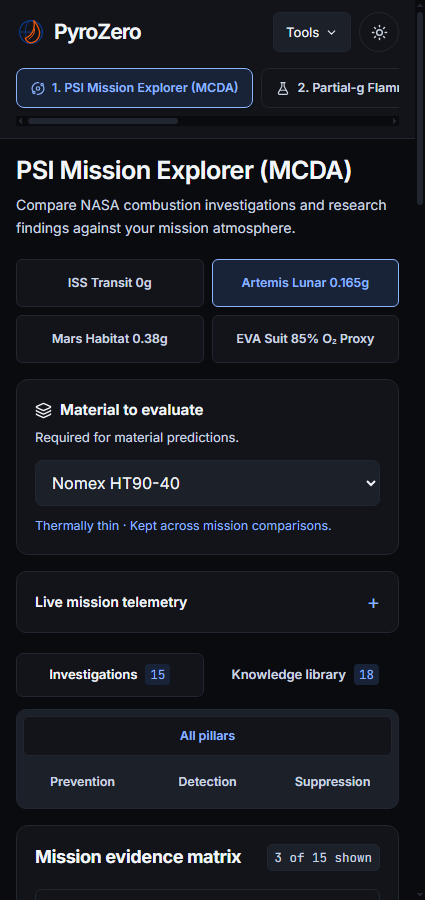 PyroZero
Tools
1. PSI Mission Explorer (MCDA)
2. Partial-g Flamm
PSI Mission Explorer (MCDA)
Compare NASA combustion investigations and research
findings against your mission atmosphere.
ISS Transit 0g
Artemis Lunar 0.165g
Mars Habitat 0.38g
EVA Suit 85% O₂ Proxy
Material to evaluate
Required for material predictions.
Nomex HT90-40
Thermally thin · Kept across mission comparisons.
Live mission telemetry
+
Investigations 15
Knowledge library 18
All pillars
Prevention
Detection
Suppression
Mission evidence matrix
3 of 15 shown